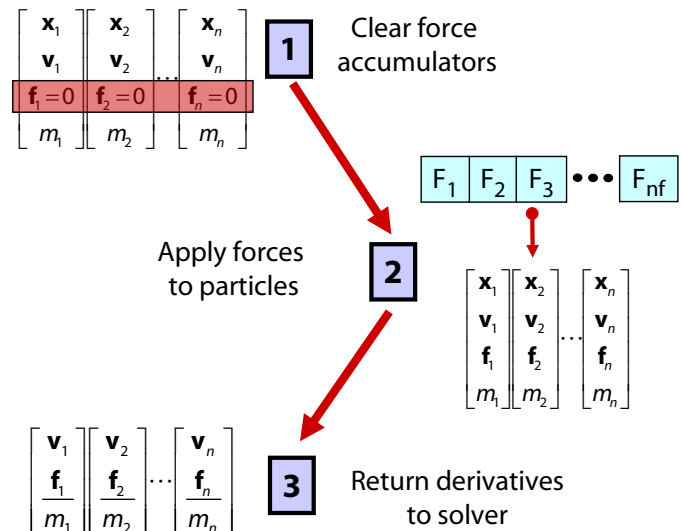 x₁ x₂ xₙ
v₁ v₂ … vₙ
f₁ = 0 f₂ = 0 fₙ = 0
m₁ m₂ mₙ
1
Clear force
accumulators
F₁ F₂ F₃ ••• Fnf
Apply forces
to particles
2
x₁ x₂ xₙ
v₁ v₂ vₙ
f₁ f₂ … fₙ
m₁ m₂ mₙ
v₁ v₂ vₙ
f₁ f₂ … fₙ
m₁ m₂ mₙ
3
Return derivatives
to solver